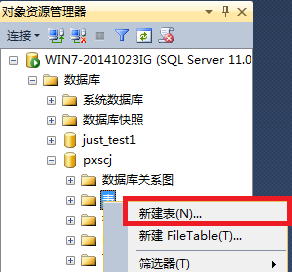 对象资源管理器
连接
WIN7-20141023IG (SQL Server 11.0
数据库
系统数据库
数据库快照
just_test1
pxscj
数据库关系图
表
新建表(N)...
新建 FileTable(T)...
筛选器(T)